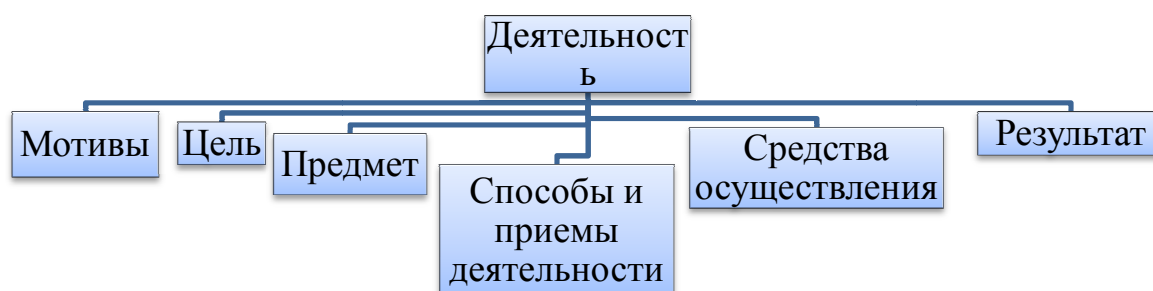 Деятельност
ь
Мотивы
Цель
Предмет
Способы и
приемы
деятельности
Средства
осуществления
Результат